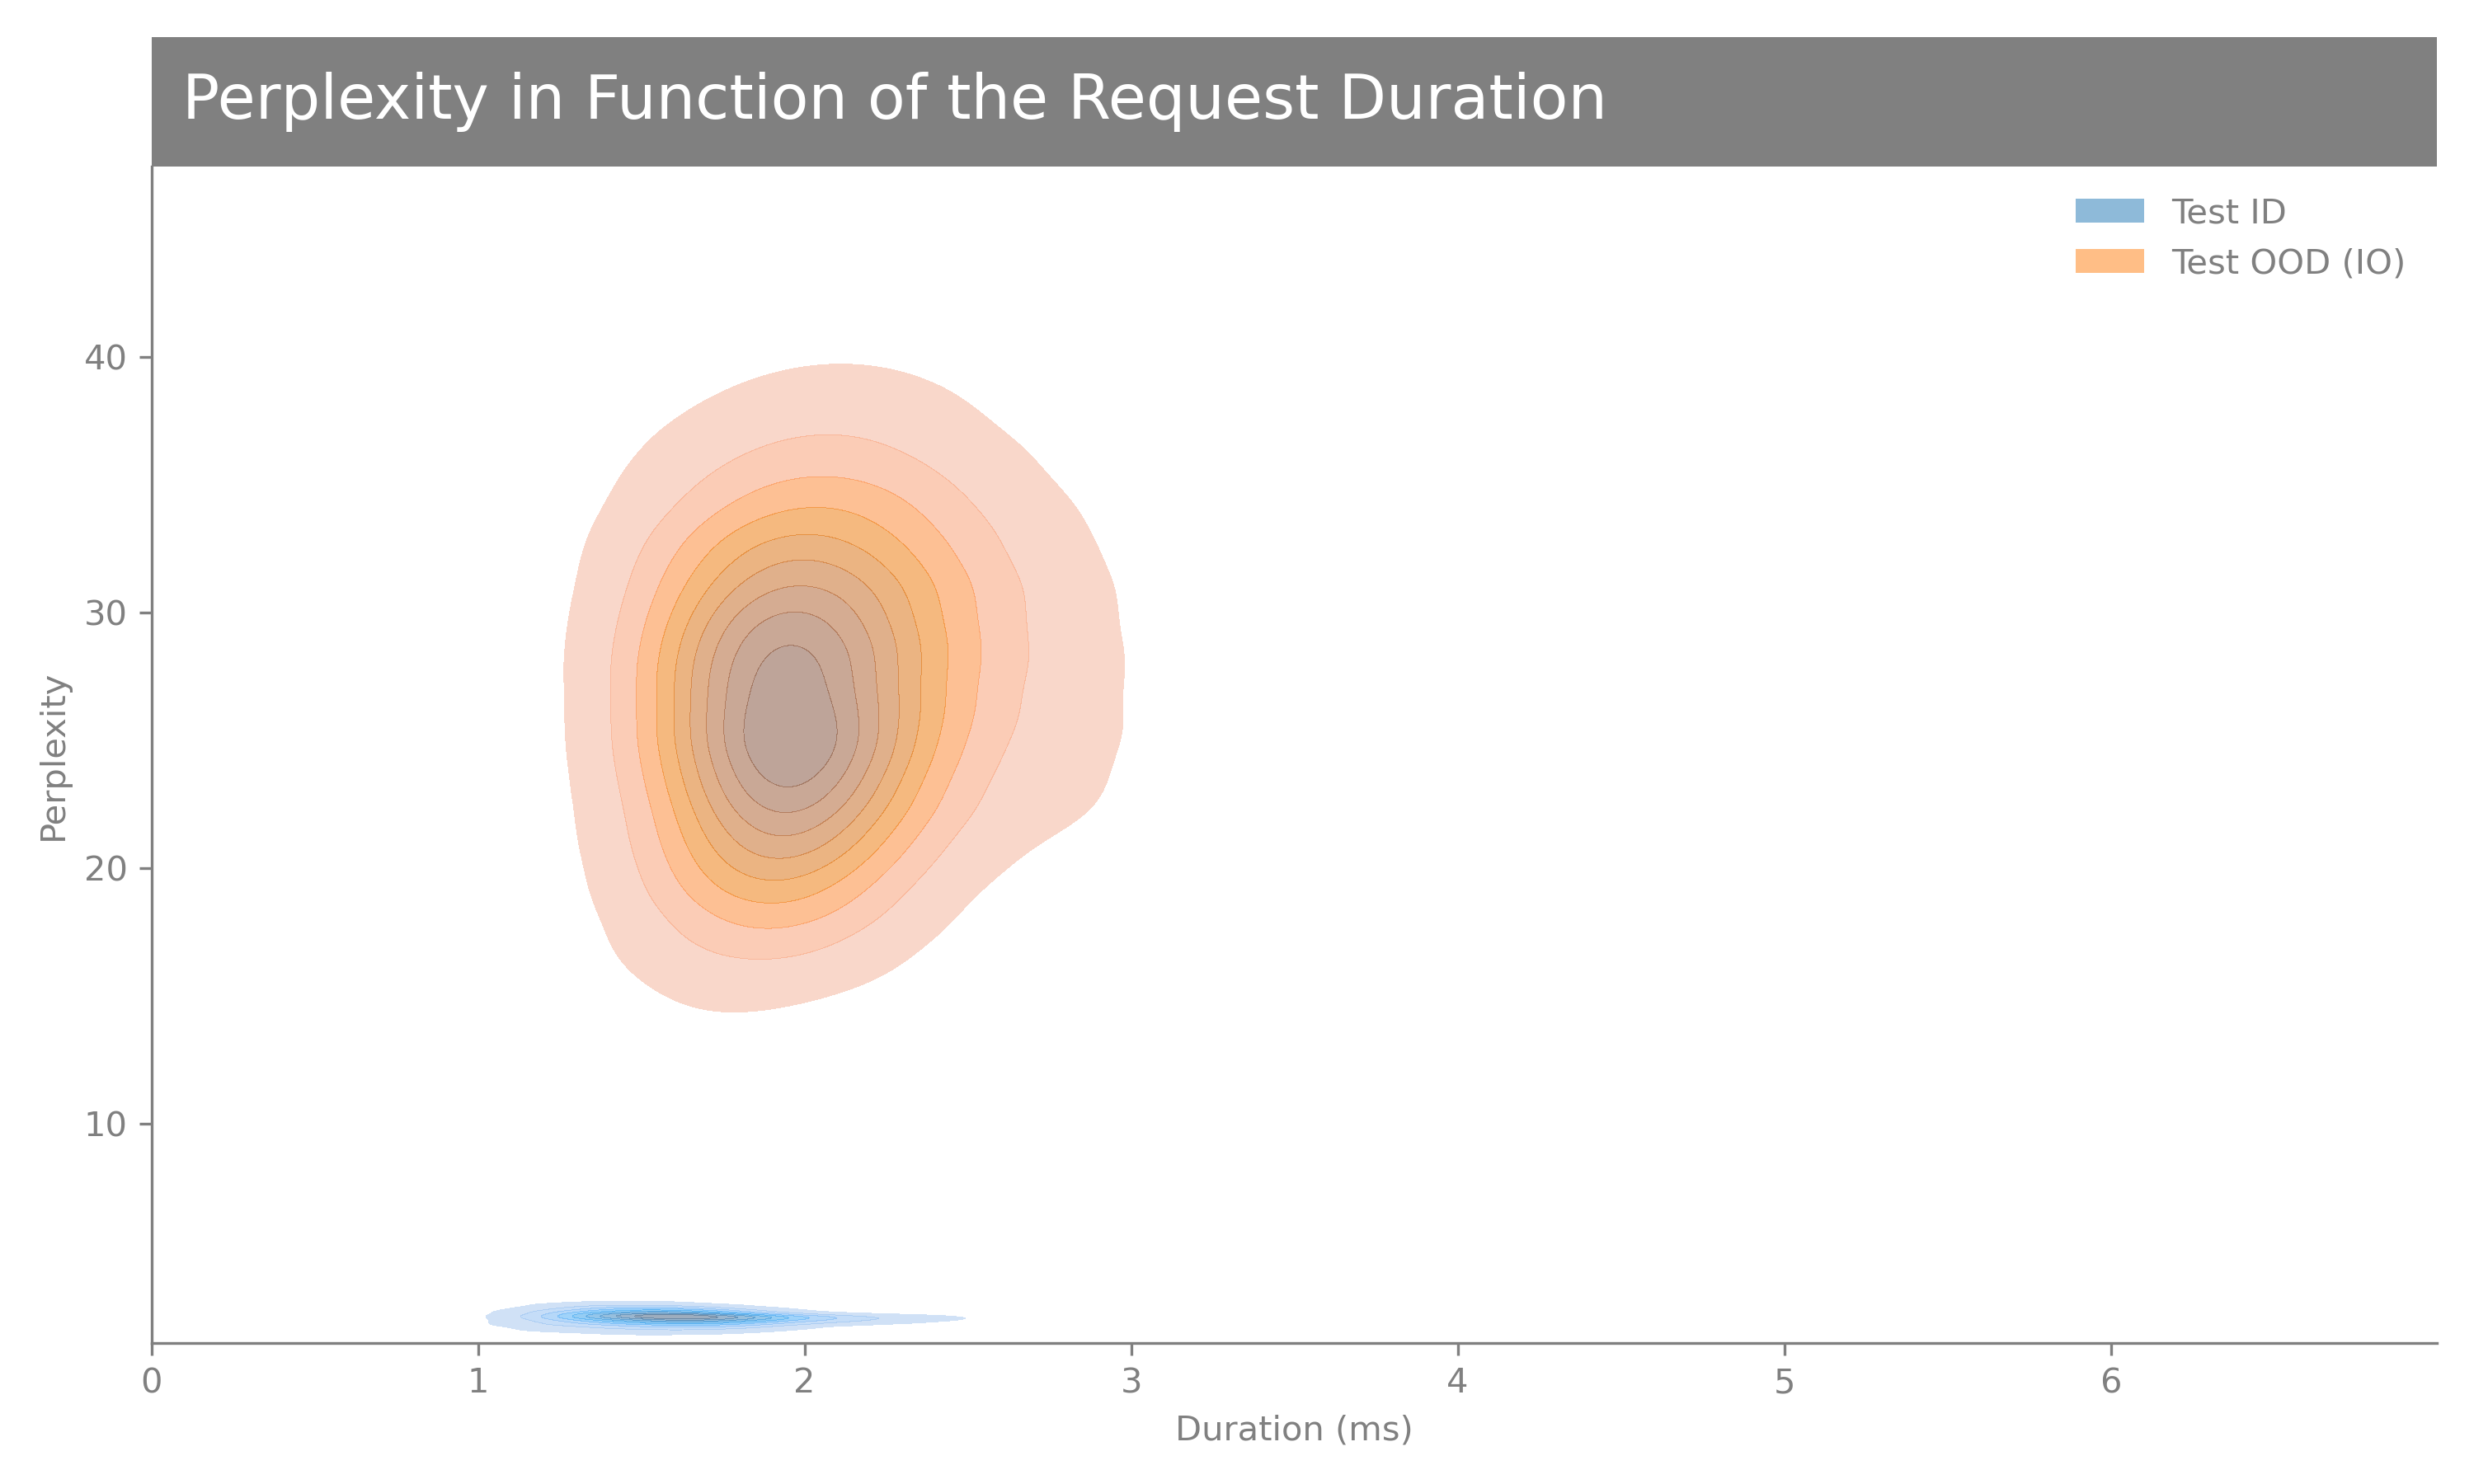 Perplexity in Function of the Request Duration
Test ID
Test OOD (IO)
40
30
20
10
Perplexity
0 1 2 3 4 5 6
Duration (ms)